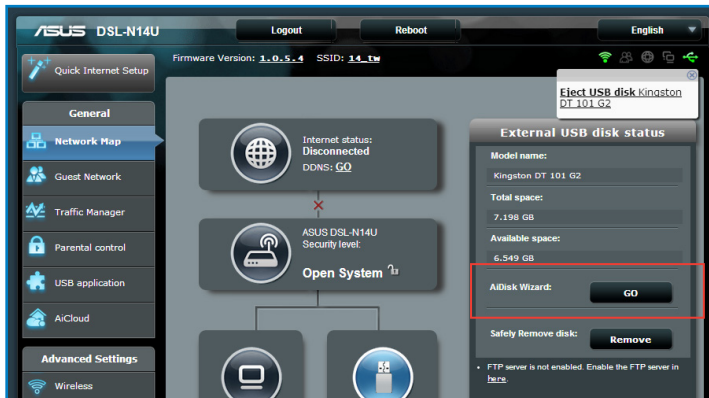 ASUS DSL-N14U
Logout
Reboot
English
Firmware Version: 1.0.5.4 SSID: 14_tw
Quick Internet Setup
Eject USB disk Kingston
DT 101 G2
General
Network Map
Guest Network
Traffic Manager
Parental control
USB application
AiCloud
Advanced Settings
Wireless
Internet status:
Disconnected
DDNS: GO
ASUS DSL-N14U
Security level:
Open System
External USB disk status
Model name:
Kingston DT 101 G2
Total space:
7.198 GB
Available space:
6.549 GB
AiDisk Wizard:
GO
Safely Remove disk:
Remove
• FTP server is not enabled. Enable the FTP server in
here.